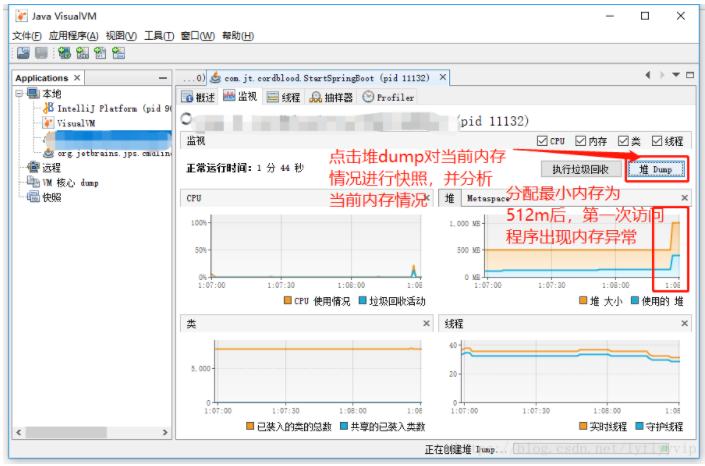 Java VisualVM
文件(F) 应用程序(A) 视图(V) 工具(T) 窗口(W) 帮助(H)
Applications
本地
IntelliJ Platform (pid 9
VisualVM
org.jetbrains.jps.cmdlin
远程
VM 核心 dump
快照
...0) com.jt.cordblood.StartSpringBoot (pid 11132)
概述 监视 线程 抽样器 Profiler
(pid 11132)
监视 CPU 内存 类 线程
正常运行时间: 1 分 44 秒 执行垃圾回收 堆 Dump
点击堆dump对当前内存
情况进行快照，并分析
当前内存情况
分配最小内存为
512m后，第一次访问
程序出现内存异常
CPU
100%
50%
0%
1:07:00 1:07:30 1:08:00 1:08
CPU 使用情况 垃圾回收活动
堆 Metaspace
1,000 MB
500 MB
0 MB
1:07:00 1:07:30 1:08:00 1:08
堆 大小 使用的 堆
类
5,000
0
1:07:00 1:07:30 1:08:00 1:08
已装入的类的总数 共享的已装入类数
线程
40
20
0
1:07:00 1:07:30 1:08:00 1:08
实时线程 守护线程
正在创建堆 Dump...